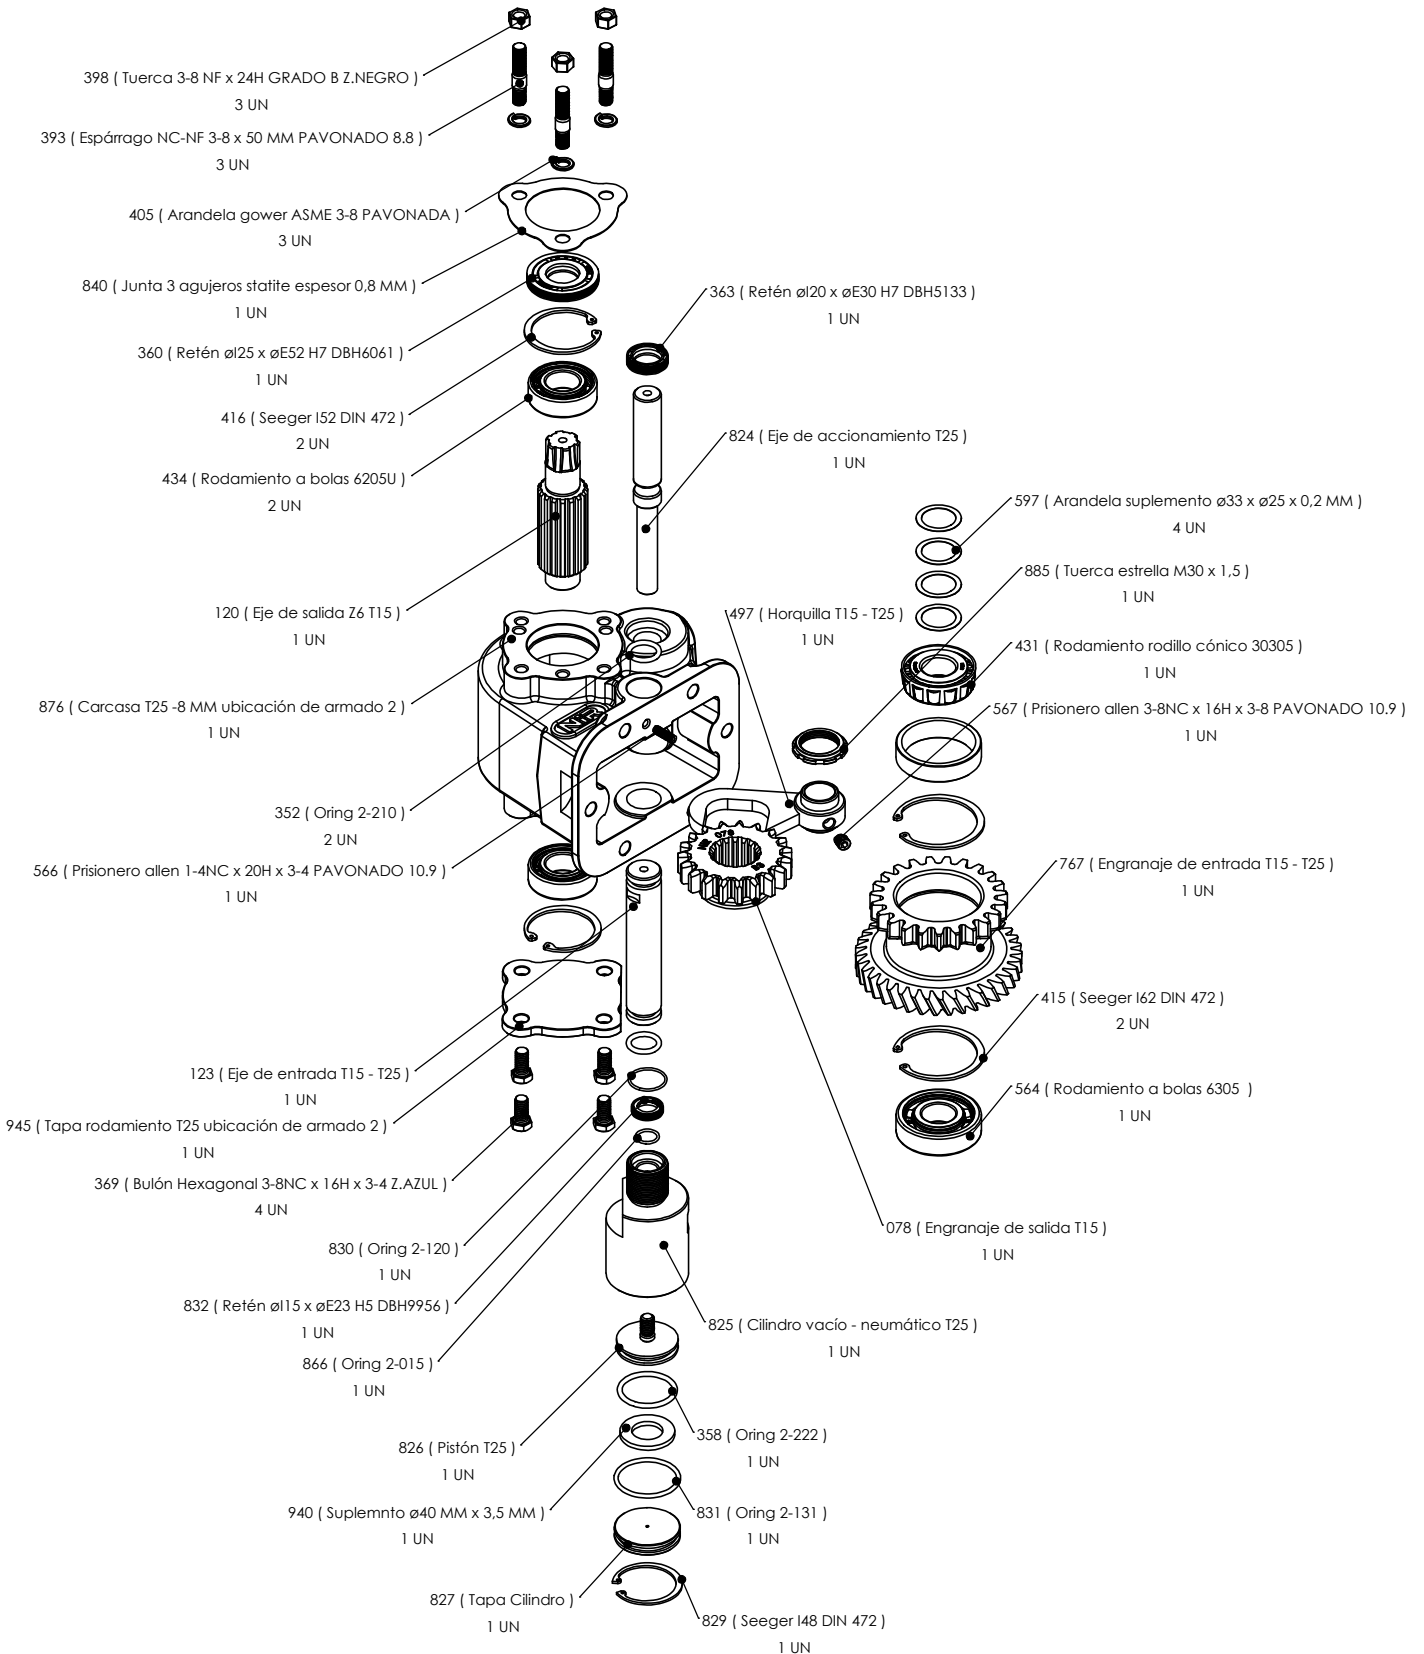 398 ( Tuerca 3-8 NF x 24H GRADO B Z.NEGRO )
3 UN
393 ( Espárrago NC-NF 3-8 x 50 MM PAVONADO 8.8 )
3 UN
405 ( Arandela gower ASME 3-8 PAVONADA )
3 UN
840 ( Junta 3 agujeros statite espesor 0,8 MM )
1 UN
360 ( Retén øI25 x øE52 H7 DBH6061 )
1 UN
416 ( Seeger I52 DIN 472 )
2 UN
434 ( Rodamiento a bolas 6205U )
2 UN
120 ( Eje de salida Z6 T15 )
1 UN
876 ( Carcasa T25 -8 MM ubicación de armado 2 )
1 UN
352 ( Oring 2-210 )
2 UN
566 ( Prisionero allen 1-4NC x 20H x 3-4 PAVONADO 10.9 )
1 UN
123 ( Eje de entrada T15 - T25 )
1 UN
945 ( Tapa rodamiento T25 ubicación de armado 2 )
1 UN
369 ( Bulón Hexagonal 3-8NC x 16H x 3-4 Z.AZUL )
4 UN
830 ( Oring 2-120 )
1 UN
832 ( Retén øI15 x øE23 H5 DBH9956 )
1 UN
866 ( Oring 2-015 )
1 UN
826 ( Pistón T25 )
1 UN
940 ( Suplemnto ø40 MM x 3,5 MM )
1 UN
827 ( Tapa Cilindro )
1 UN
363 ( Retén øI20 x øE30 H7 DBH5133 )
1 UN
824 ( Eje de accionamiento T25 )
1 UN
597 ( Arandela suplemento ø33 x ø25 x 0,2 MM )
4 UN
885 ( Tuerca estrella M30 x 1,5 )
1 UN
497 ( Horquilla T15 - T25 )
1 UN
431 ( Rodamiento rodillo cónico 30305 )
1 UN
567 ( Prisionero allen 3-8NC x 16H x 3-8 PAVONADO 10.9 )
1 UN
767 ( Engranaje de entrada T15 - T25 )
1 UN
415 ( Seeger I62 DIN 472 )
2 UN
564 ( Rodamiento a bolas 6305 )
1 UN
078 ( Engranaje de salida T15 )
1 UN
825 ( Cilindro vacío - neumático T25 )
1 UN
358 ( Oring 2-222 )
1 UN
831 ( Oring 2-131 )
1 UN
829 ( Seeger I48 DIN 472 )
1 UN